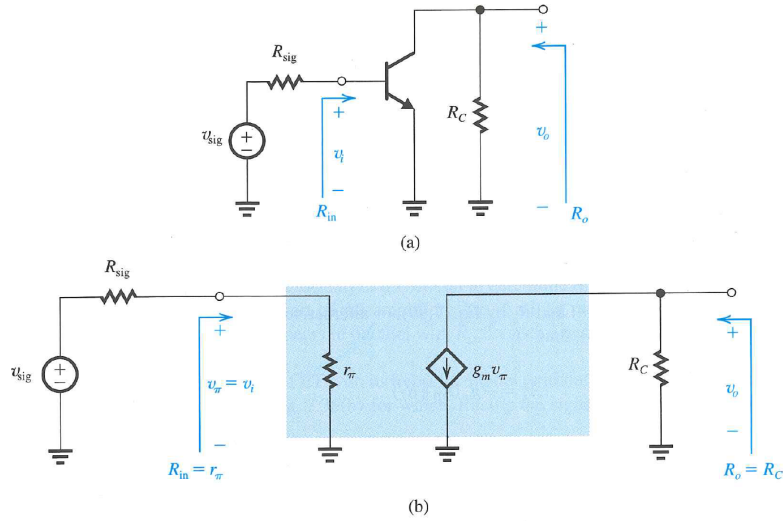 R_sig
v_sig
+
−
+
v_i
−
R_in
R_C
+
v_o
−
R_o
(a)
R_sig
v_sig
+
−
+
v_π = v_i
−
R_in = r_π
r_π
g_m v_π
R_C
+
v_o
−
R_o = R_C
(b)